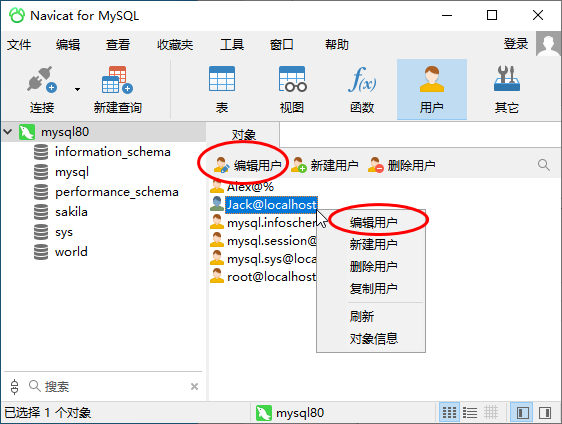 Navicat for MySQL
文件 编辑 查看 收藏夹 工具 窗口 帮助 登录
f(x)
连接 新建查询 表 视图 函数 用户 其它
mysql80 对象
information_schema
mysql
performance_schema
sakila
sys
world
编辑用户 新建用户 删除用户
Alex@%
Jack@localhost
mysql.infoschem
mysql.session@
mysql.sys@loca
root@localhost
编辑用户
新建用户
删除用户
复制用户
刷新
对象信息
搜索
已选择 1 个对象 mysql80